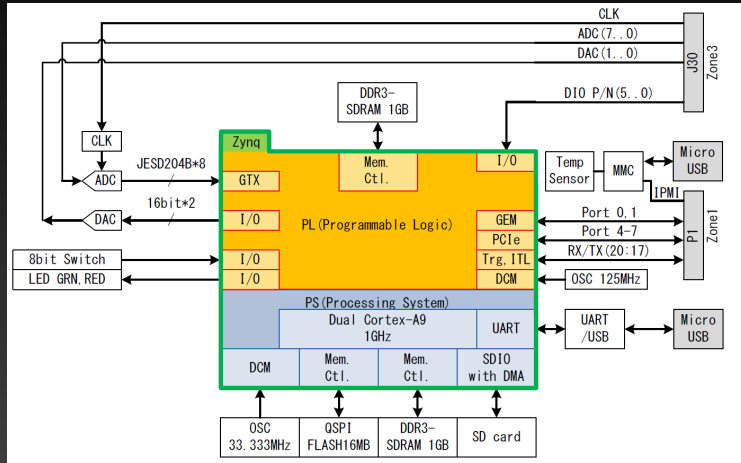 CLK
ADC(7..0)
DAC(1..0)
DIO P/N(5..0)
J30
Zone3
DDR3-
SDRAM 1GB
CLK
Zynq
JESD204B*8
ADC
GTX
Mem.
Ctl.
I/O
Temp
Sensor
MMC
Micro
USB
IPMI
16bit*2
DAC
I/O
PL(Programmable Logic)
GEM
Port 0,1
PCIe
Port 4-7
P1
Zone1
8bit Switch
I/O
Trg,ITL
RX/TX(20:17)
LED GRN,RED
I/O
DCM
OSC 125MHz
PS(Processing System)
Dual Cortex-A9
1GHz
UART
UART
/USB
Micro
USB
DCM
Mem.
Ctl.
Mem.
Ctl.
SDIO
with DMA
OSC
33.333MHz
QSPI
FLASH16MB
DDR3-
SDRAM 1GB
SD card